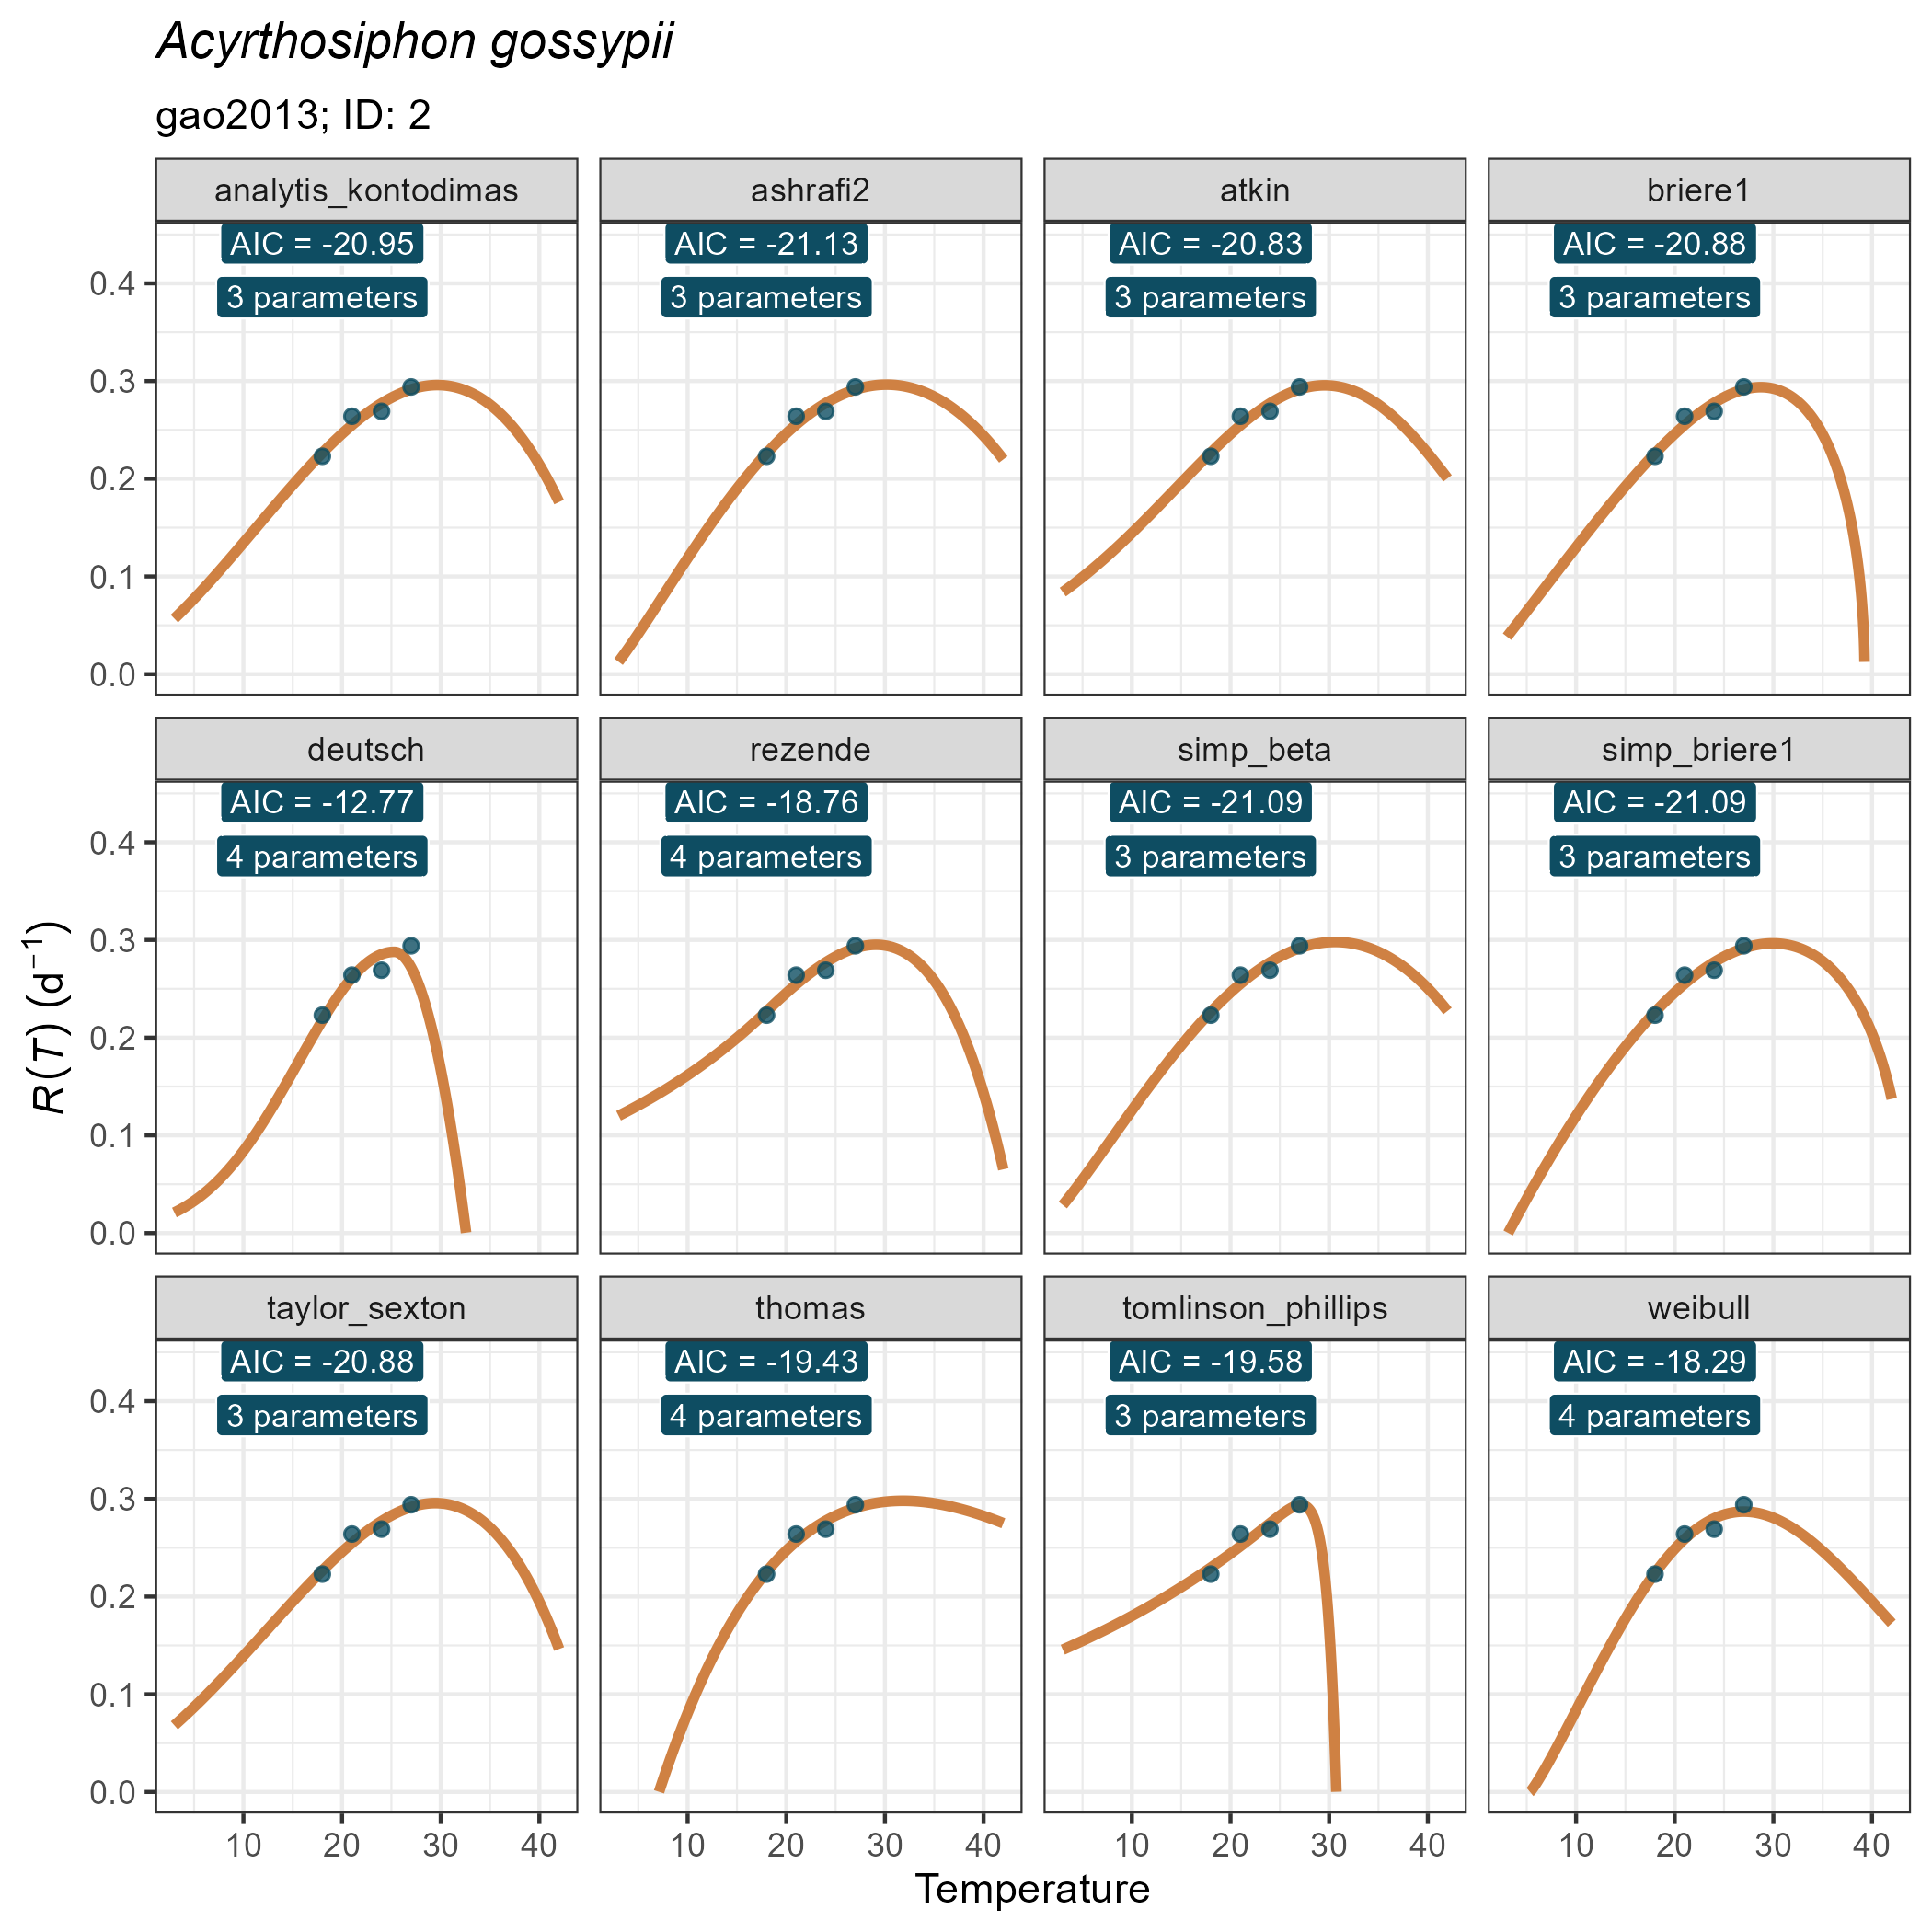 Acyrthosiphon gossypii
gao2013; ID: 2
analytis_kontodimas
ashrafi2
atkin
briere1
AIC = -20.95
AIC = -21.13
AIC = -20.83
AIC = -20.88
3 parameters
3 parameters
3 parameters
3 parameters
0.4
0.3
0.2
0.1
0.0
deutsch
rezende
simp_beta
simp_briere1
AIC = -12.77
AIC = -18.76
AIC = -21.09
AIC = -21.09
4 parameters
4 parameters
3 parameters
3 parameters
0.4
0.3
0.2
0.1
0.0
R(T) (d⁻¹)
taylor_sexton
thomas
tomlinson_phillips
weibull
AIC = -20.88
AIC = -19.43
AIC = -19.58
AIC = -18.29
3 parameters
4 parameters
3 parameters
4 parameters
0.4
0.3
0.2
0.1
0.0
10 20 30 40
10 20 30 40
10 20 30 40
10 20 30 40
Temperature